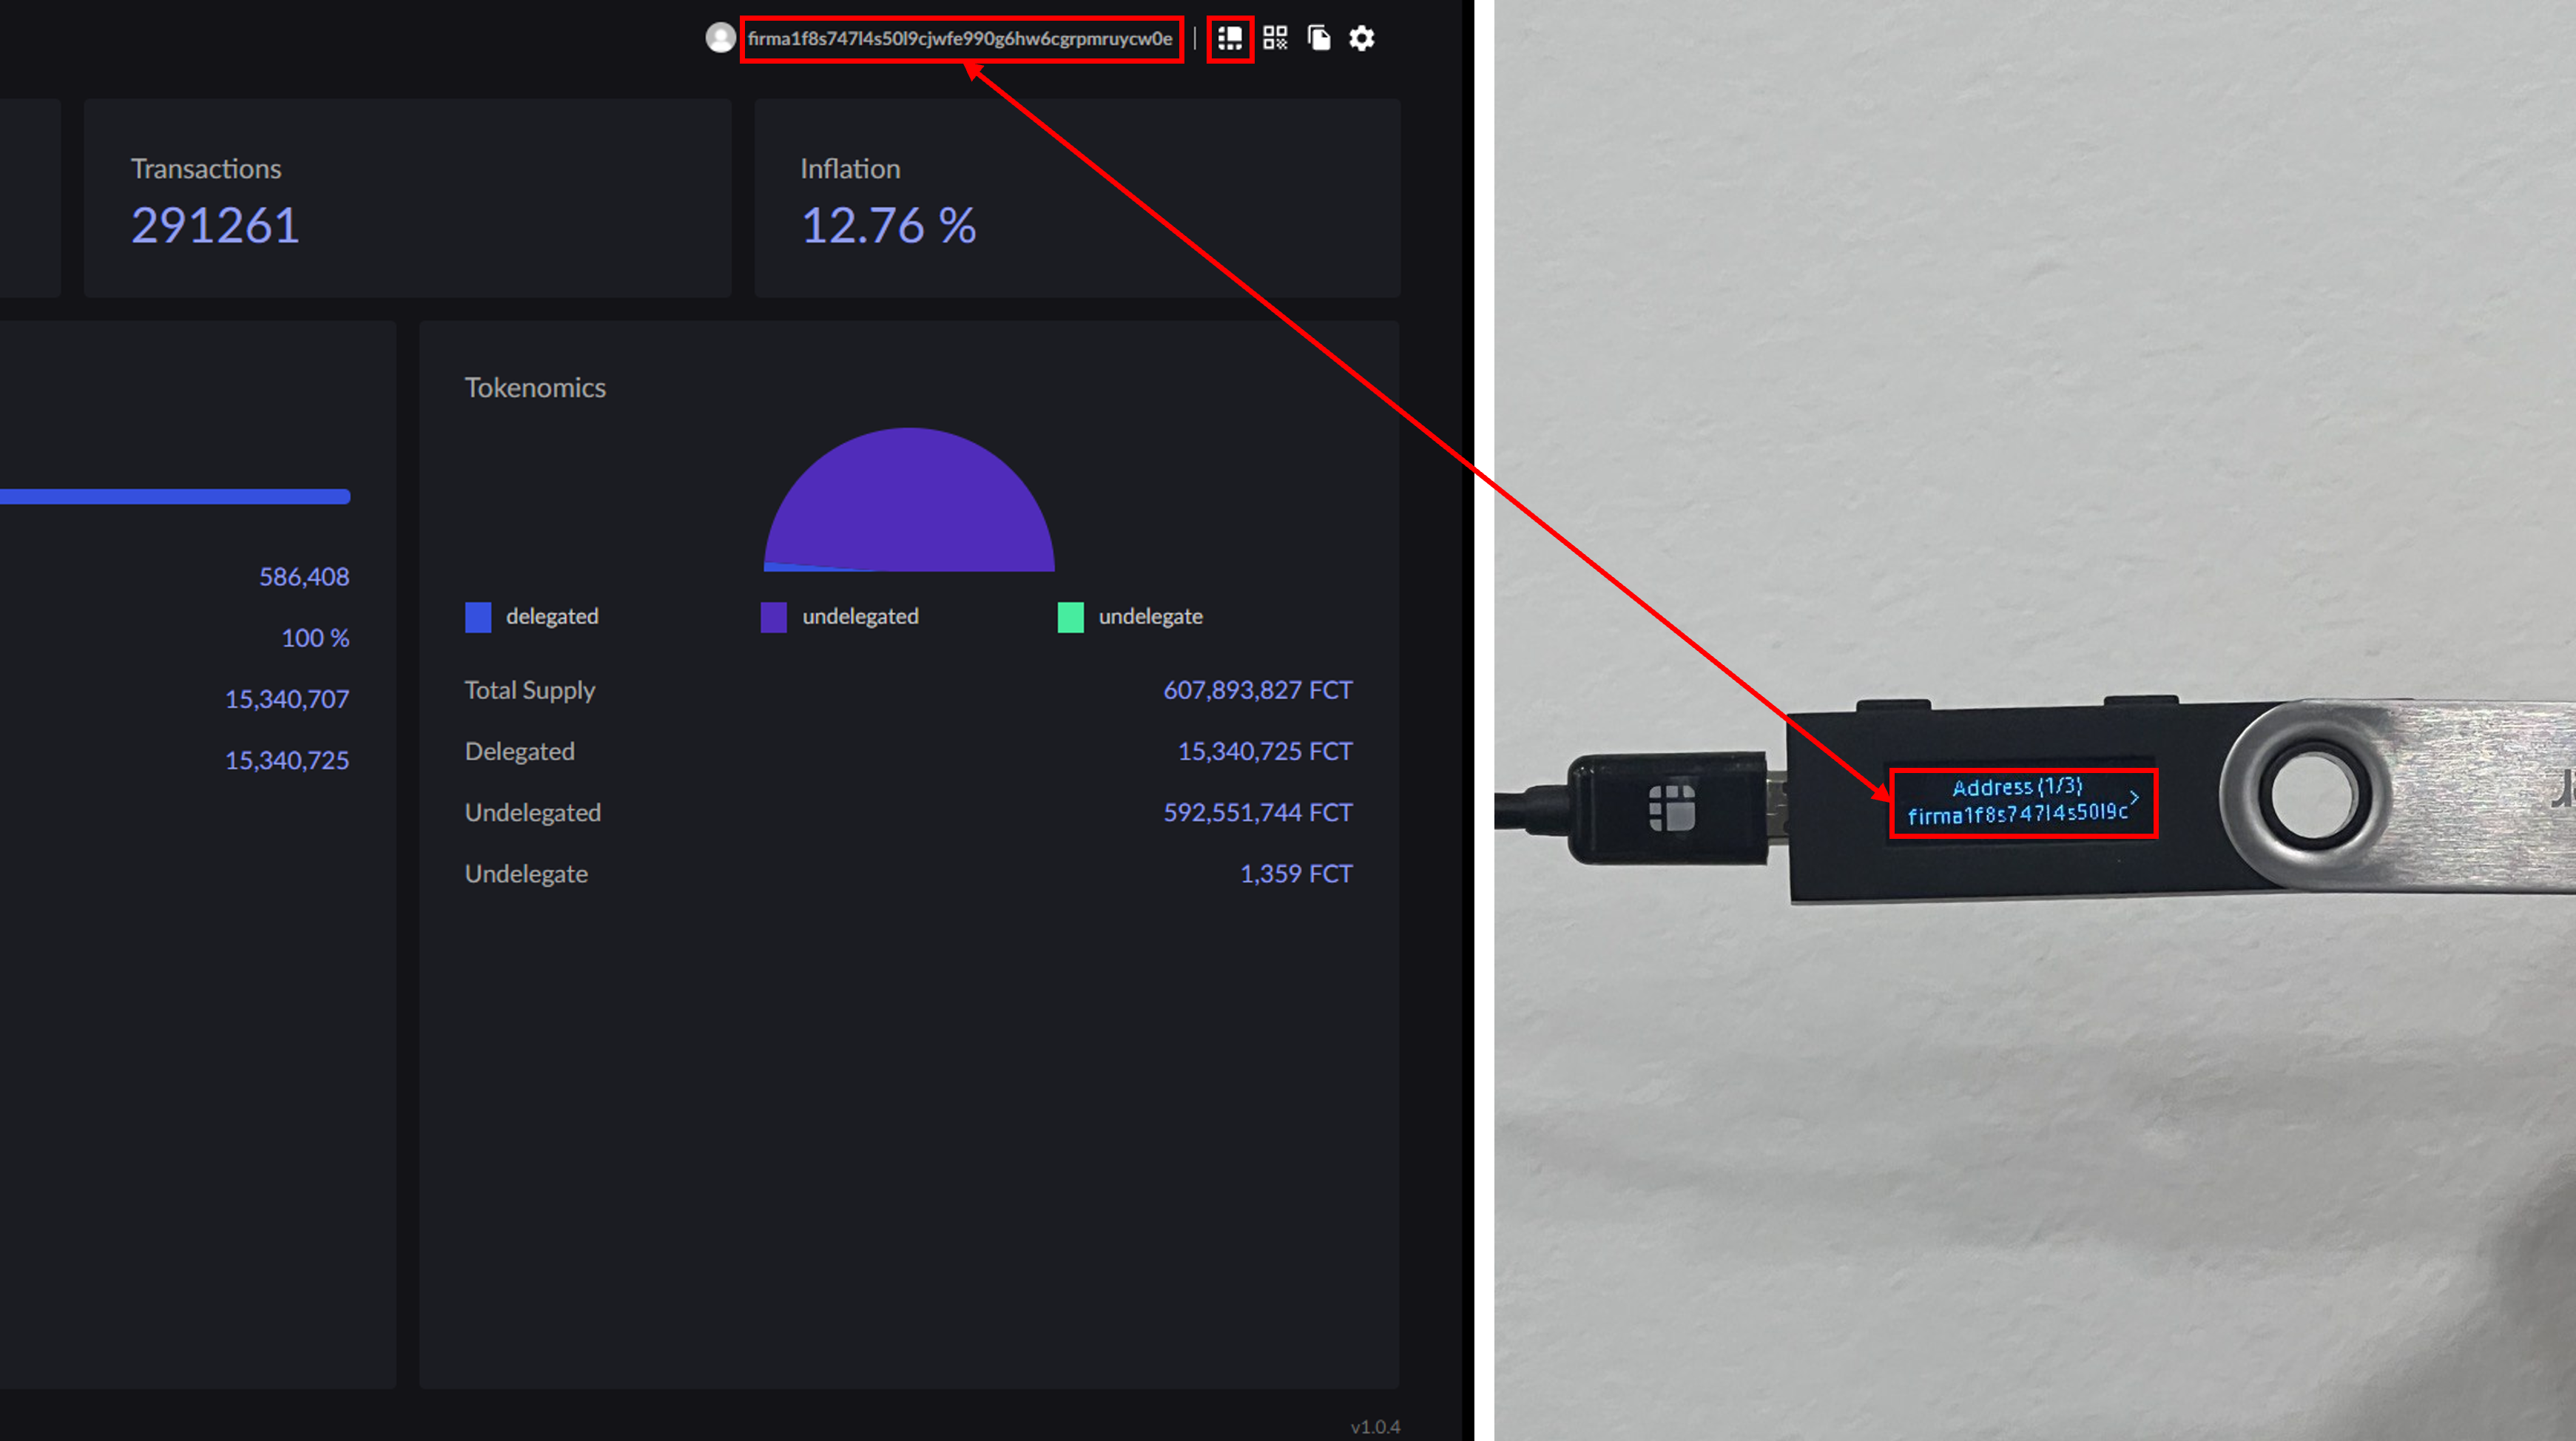 firma1f8s747l4s50l9cjwfe990g6hw6cgrpmruycw0e
Transactions
291261
Inflation
12.76 %
586,408
100 %
15,340,707
15,340,725
Tokenomics
delegated
undelegated
undelegate
Total Supply
607,893,827 FCT
Delegated
15,340,725 FCT
Undelegated
592,551,744 FCT
Undelegate
1,359 FCT
v1.0.4
Address (1/3)
firma1f8s747l4s50l9c